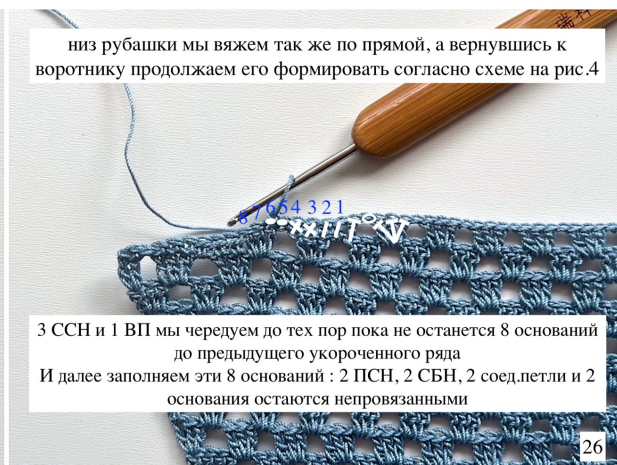 низ рубашки мы вяжем так же по прямой, а вернувшись к
воротнику продолжаем его формировать согласно схеме на рис.4
8 7 6 5 4 3 2 1
3 ССН и 1 ВП мы чередуем до тех пор пока не останется 8 оснований
до предыдущего укороченного ряда
И далее заполняем эти 8 оснований : 2 ПСН, 2 СБН, 2 соед.петли и 2
основания остаются непровязанными
26